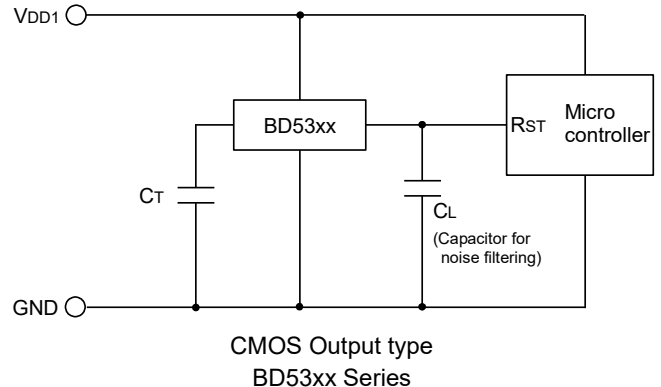 VDD1
BD53xx
RST
Micro
controller
CT
CL
(Capacitor for
noise filtering)
GND
CMOS Output type
BD53xx Series